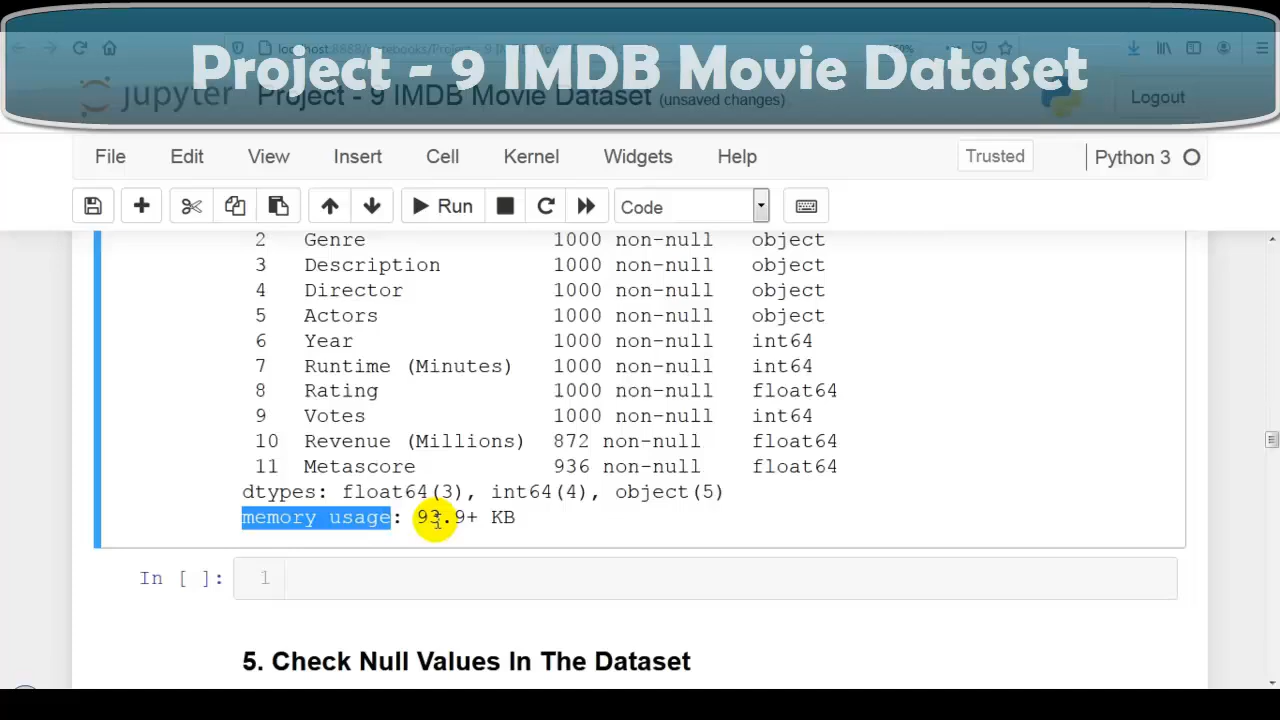 Project - 9 IMDB Movie Dataset
jupyter Project - 9 IMDB Movie Dataset (unsaved changes)
Logout
File Edit View Insert Cell Kernel Widgets Help
Trusted
Python 3
Run
Code
2 Genre 1000 non-null object
3 Description 1000 non-null object
4 Director 1000 non-null object
5 Actors 1000 non-null object
6 Year 1000 non-null int64
7 Runtime (Minutes) 1000 non-null int64
8 Rating 1000 non-null float64
9 Votes 1000 non-null int64
10 Revenue (Millions) 872 non-null float64
11 Metascore 936 non-null float64
dtypes: float64(3), int64(4), object(5)
memory usage: 93.9+ KB
In [ ]: 1
5. Check Null Values In The Dataset